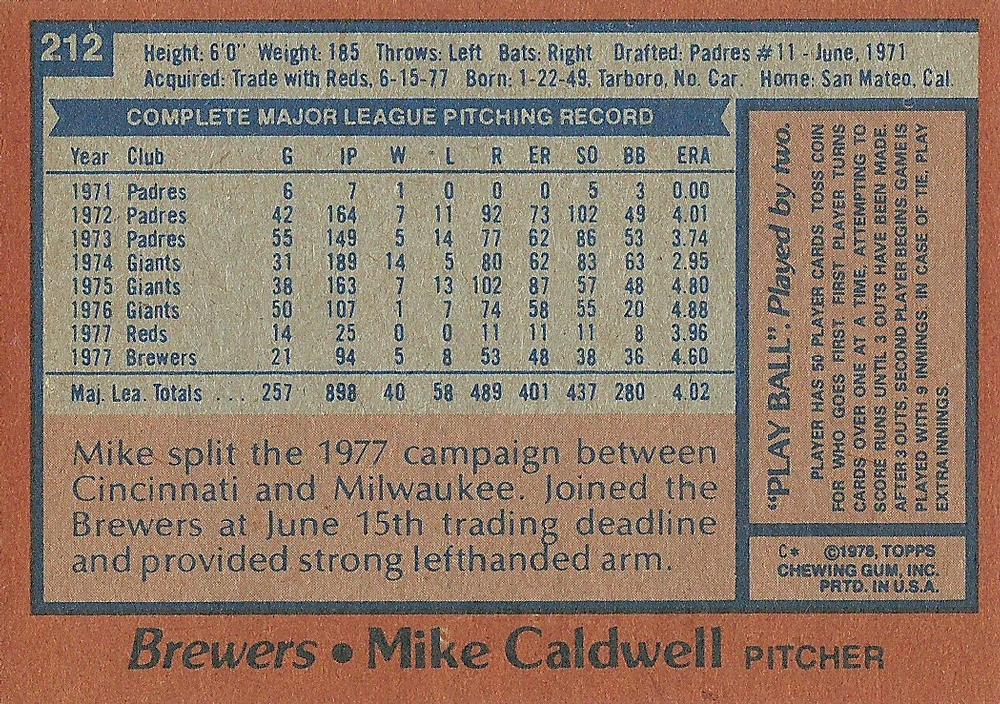 212
Height: 6'0" Weight: 185 Throws: Left Bats: Right Drafted: Padres #11 - June, 1971
Acquired: Trade with Reds, 6-15-77 Born: 1-22-49, Tarboro, No. Car. Home: San Mateo, Cal.
COMPLETE MAJOR LEAGUE PITCHING RECORD
Year Club G IP W L R ER SO BB ERA
1971 Padres 6 7 1 0 0 0 5 3 0.00
1972 Padres 42 164 7 11 92 73 102 49 4.01
1973 Padres 55 149 5 14 77 62 86 53 3.74
1974 Giants 31 189 14 5 80 62 83 63 2.95
1975 Giants 38 163 7 13 102 87 57 48 4.80
1976 Giants 50 107 1 7 74 58 55 20 4.88
1977 Reds 14 25 0 0 11 11 11 8 3.96
1977 Brewers 21 94 5 8 53 48 38 36 4.60
Maj. Lea. Totals ... 257 898 40 58 489 401 437 280 4.02
Mike split the 1977 campaign between
Cincinnati and Milwaukee. Joined the
Brewers at June 15th trading deadline
and provided strong lefthanded arm.
"PLAY BALL". Played by two.
PLAYER HAS 50 PLAYER CARDS. TOSS COIN
FOR WHO GOES FIRST. FIRST PLAYER TURNS
CARDS OVER ONE AT A TIME, ATTEMPTING TO
SCORE RUNS UNTIL 3 OUTS HAVE BEEN MADE.
AFTER 3 OUTS, SECOND PLAYER BEGINS. GAME IS
PLAYED WITH 9 INNINGS. IN CASE OF TIE, PLAY
EXTRA INNINGS.
C* ©1978, TOPPS
CHEWING GUM, INC.
PRTD. IN U.S.A.
Brewers • Mike Caldwell PITCHER